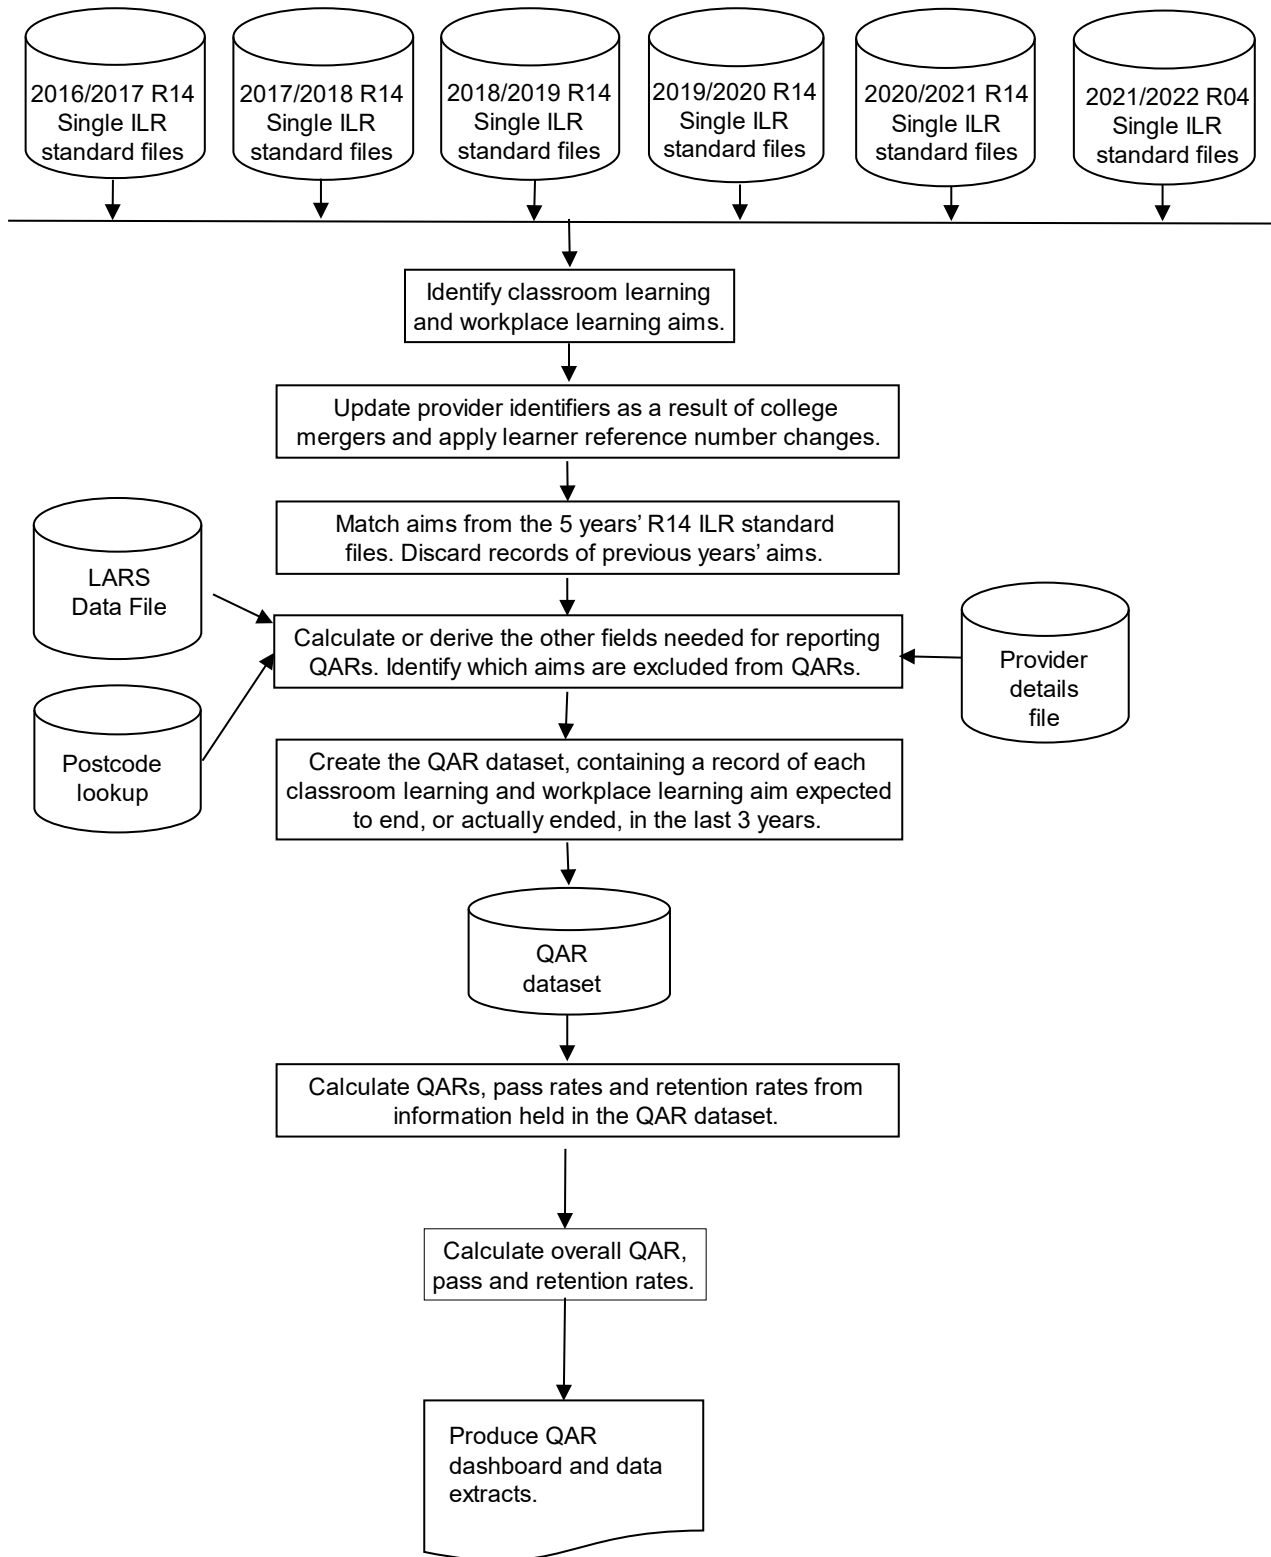 2016/2017 R14
Single ILR
standard files
2017/2018 R14
Single ILR
standard files
2018/2019 R14
Single ILR
standard files
2019/2020 R14
Single ILR
standard files
2020/2021 R14
Single ILR
standard files
2021/2022 R04
Single ILR
standard files
Identify classroom learning
and workplace learning aims.
Update provider identifiers as a result of college
mergers and apply learner reference number changes.
Match aims from the 5 years’ R14 ILR standard
files. Discard records of previous years’ aims.
LARS
Data File
Calculate or derive the other fields needed for reporting
QARs. Identify which aims are excluded from QARs.
Provider
details
file
Postcode
lookup
Create the QAR dataset, containing a record of each
classroom learning and workplace learning aim expected
to end, or actually ended, in the last 3 years.
QAR
dataset
Calculate QARs, pass rates and retention rates from
information held in the QAR dataset.
Calculate overall QAR,
pass and retention rates.
Produce QAR
dashboard and data
extracts.